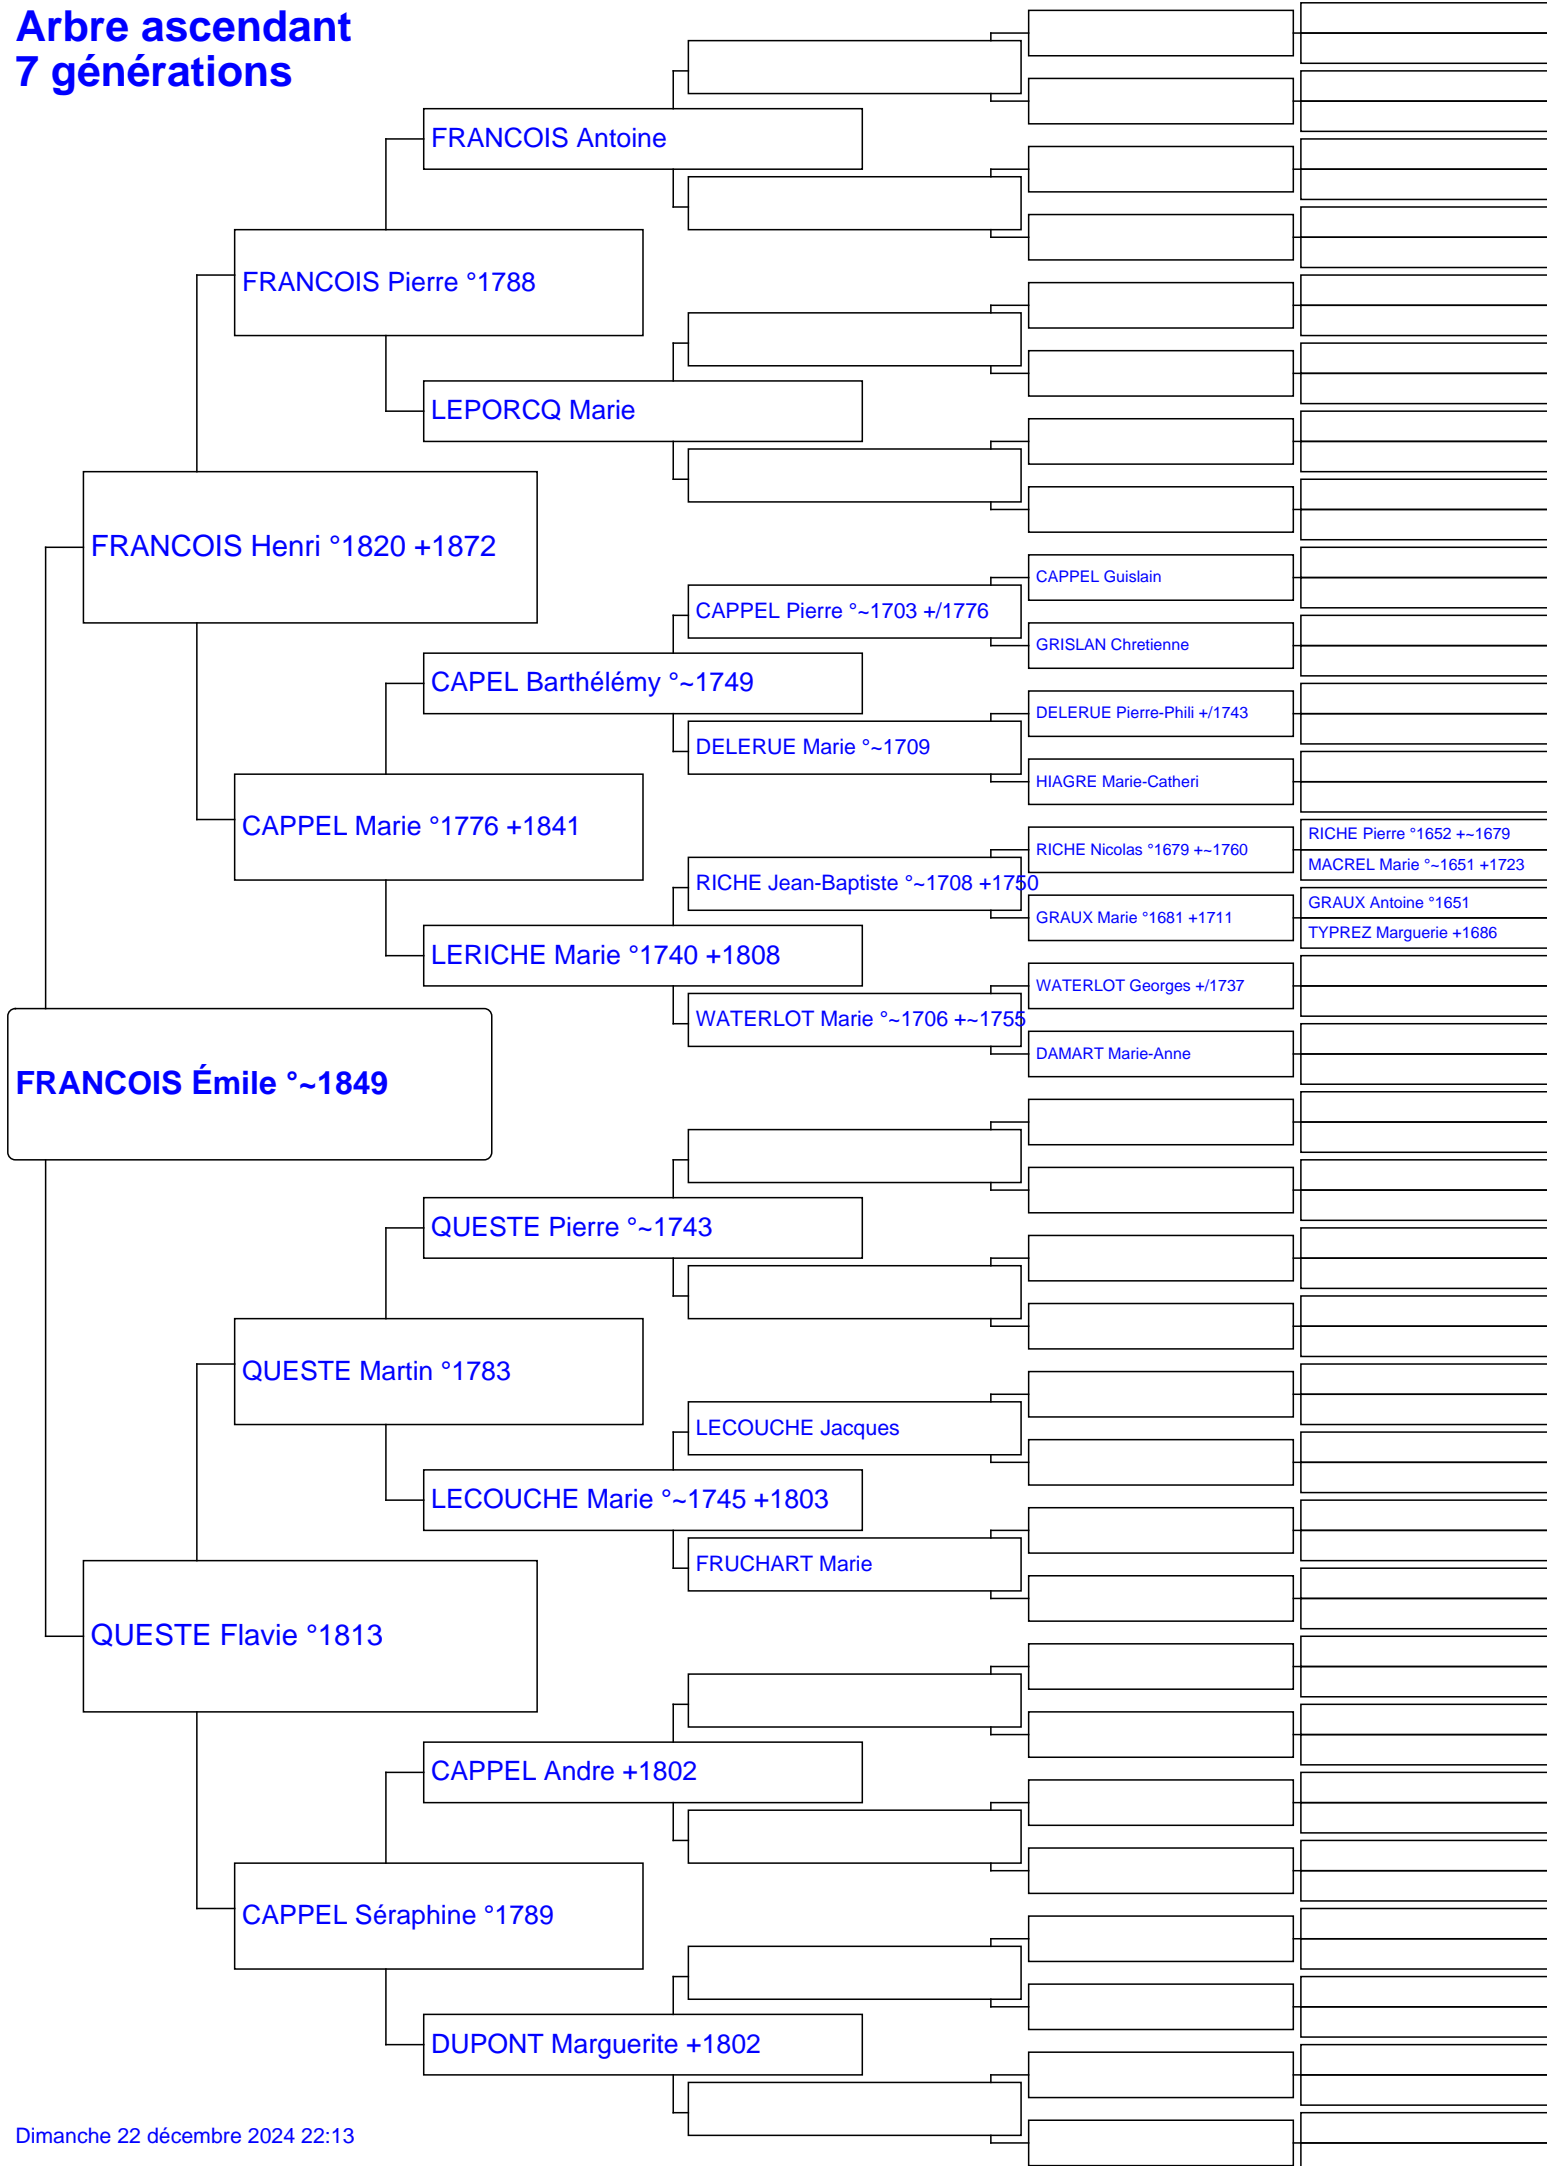 Arbre ascendant
7 générations
FRANCOIS Antoine
FRANCOIS Pierre °1788
LEPORCQ Marie
FRANCOIS Henri °1820 +1872
CAPPEL Guislain
CAPPEL Pierre °~1703 +/1776
GRISLAN Chretienne
CAPEL Barthélémy °~1749
DELERUE Pierre-Phili +/1743
DELERUE Marie °~1709
HIAGRE Marie-Catheri
CAPPEL Marie °1776 +1841
RICHE Pierre °1652 +~1679
RICHE Nicolas °1679 +~1760
MACREL Marie °~1651 +1723
RICHE Jean-Baptiste °~1708 +1750
GRAUX Antoine °1651
GRAUX Marie °1681 +1711
TYPREZ Marguerie +1686
LERICHE Marie °1740 +1808
WATERLOT Georges +/1737
WATERLOT Marie °~1706 +~1755
DAMART Marie-Anne
FRANCOIS Émile °~1849
QUESTE Pierre °~1743
QUESTE Martin °1783
LECOUCHE Jacques
LECOUCHE Marie °~1745 +1803
FRUCHART Marie
QUESTE Flavie °1813
CAPPEL Andre +1802
CAPPEL Séraphine °1789
DUPONT Marguerite +1802
Dimanche 22 décembre 2024 22:13